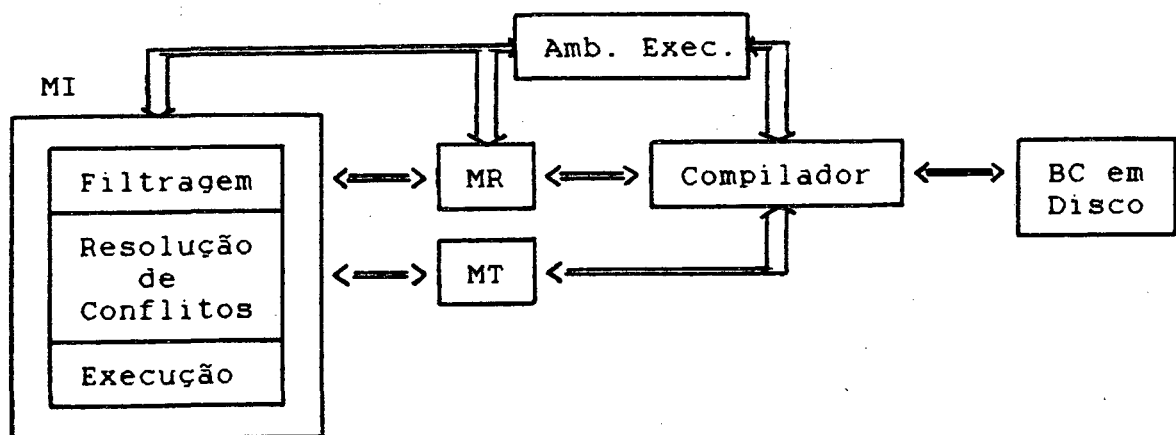 Amb. Exec.
MI
Filtragem
Resolução
de
Conflitos
Execução
MR
MT
Compilador
BC em
Disco